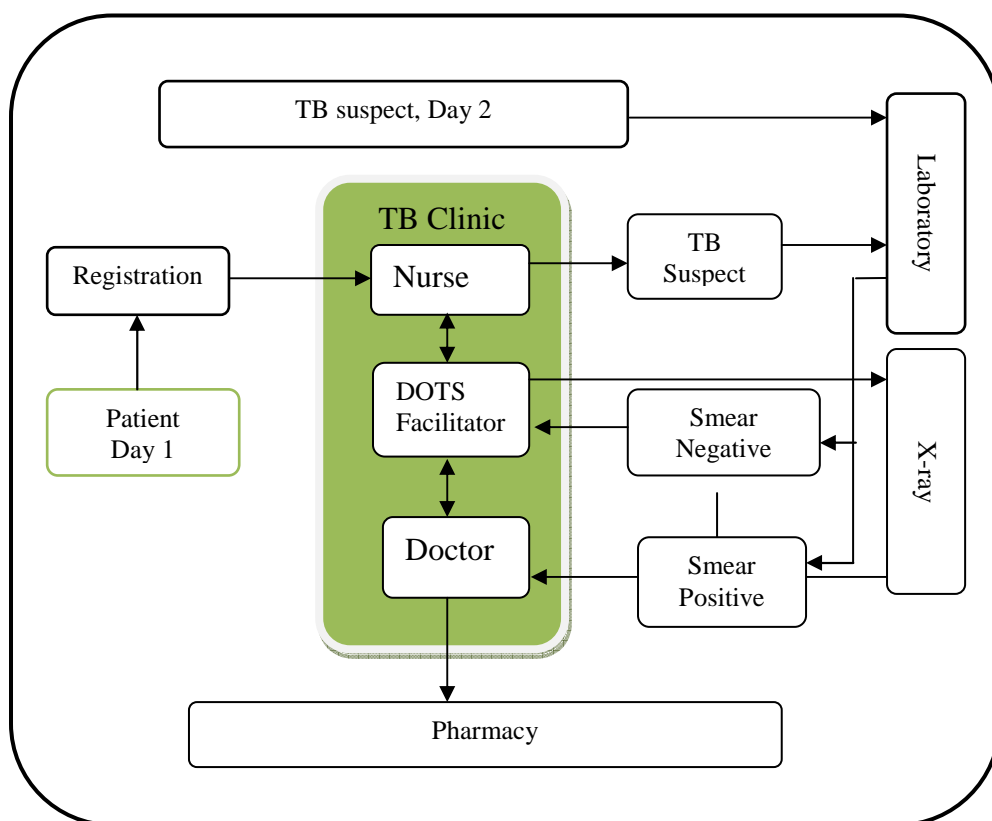 TB suspect, Day 2
Laboratory
TB Clinic
Registration
Nurse
TB
Suspect
Patient
Day 1
DOTS
Facilitator
Smear
Negative
X-ray
Doctor
Smear
Positive
Pharmacy